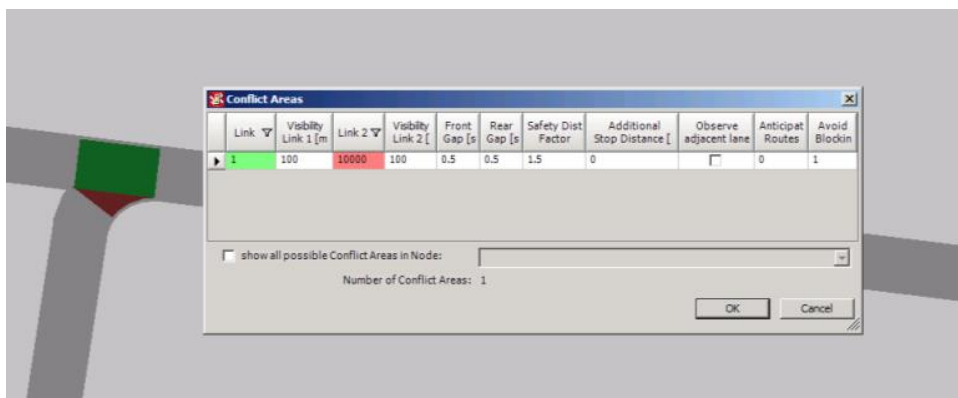 Conflict Areas
Link Visibility Link 1 [m Link 2 Visibility Link 2 [ Front Gap [s Rear Gap [s Safety Dist Factor Additional Stop Distance [ Observe adjacent lane Anticipat Routes Avoid Blockin
1 100 10000 100 0.5 0.5 1.5 0 0 1
show all possible Conflict Areas in Node:
Number of Conflict Areas: 1
OK Cancel